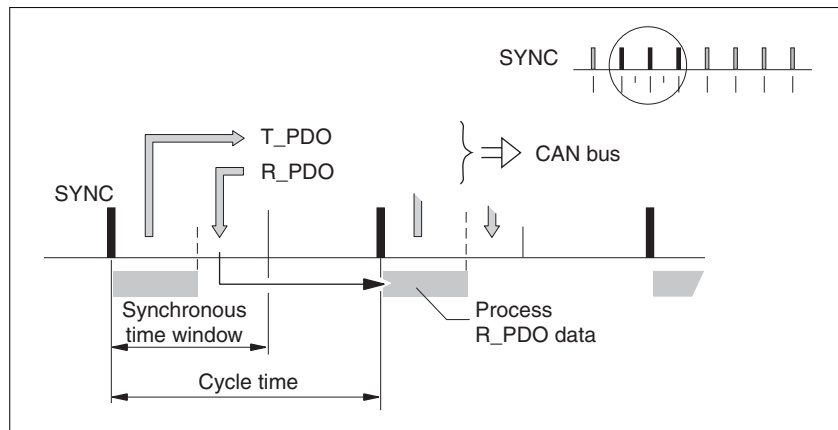 SYNC
T_PDO
CAN bus
R_PDO
SYNC
Synchronous
time window
Process
R_PDO data
Cycle time